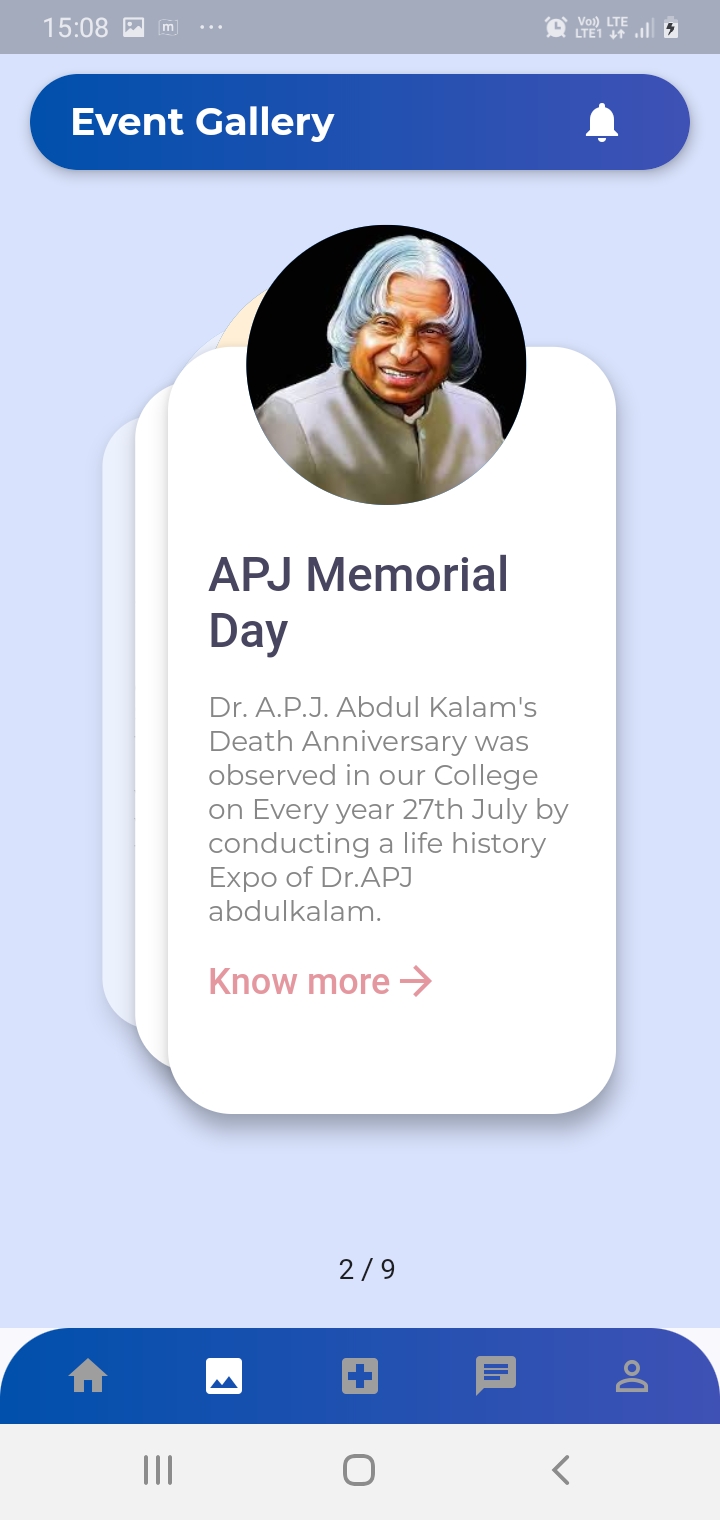 15:08
m
Vo)) LTE
LTE1
Event Gallery
APJ Memorial
Day
Dr. A.P.J. Abdul Kalam's
Death Anniversary was
observed in our College
on Every year 27th July by
conducting a life history
Expo of Dr.APJ
abdulkalam.
Know more
2 / 9